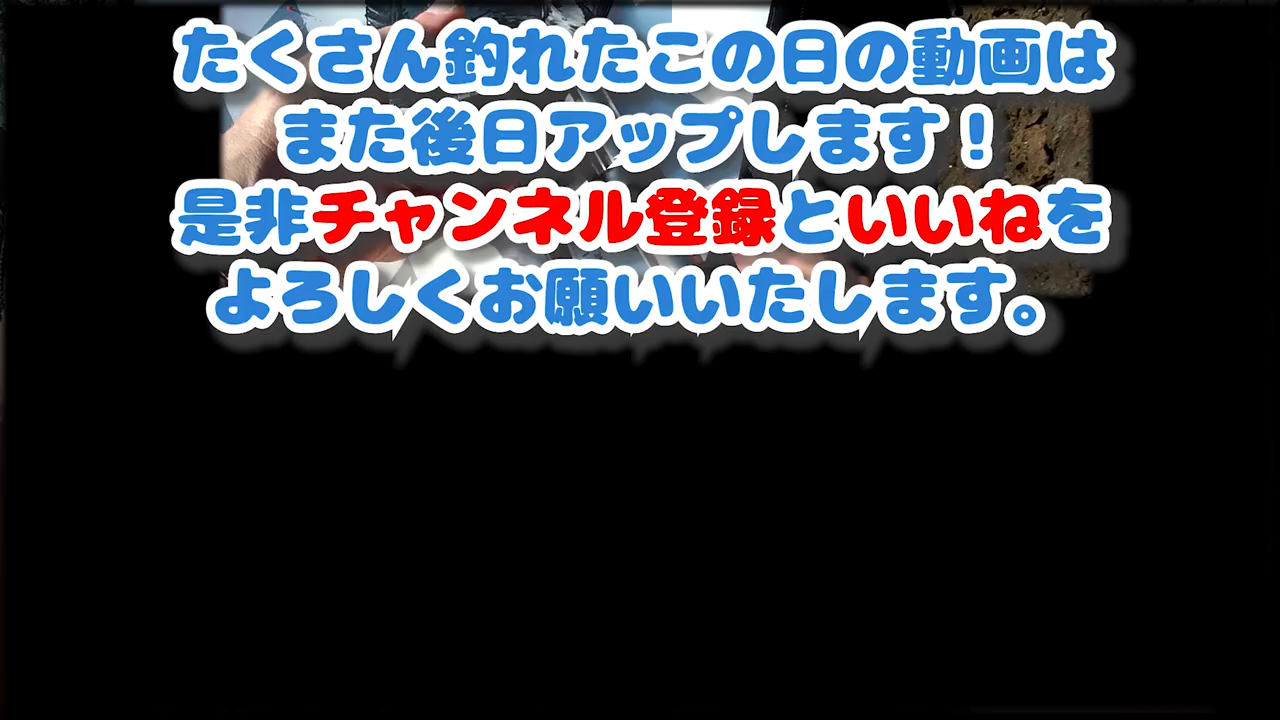 たくさん釣れたこの日の動画は
また後日アップします！
是非チャンネル登録といいねを
よろしくお願いいたします。